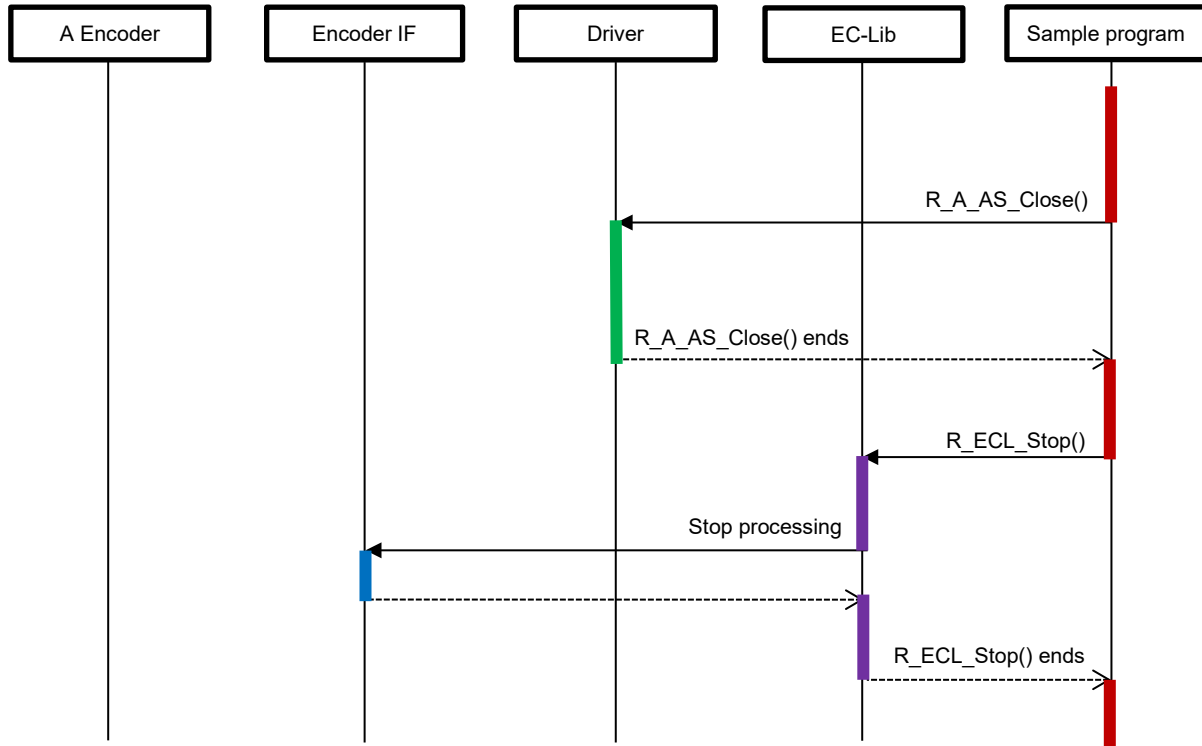 A Encoder
Encoder IF
Driver
EC-Lib
Sample program
R_A_AS_Close()
R_A_AS_Close() ends
R_ECL_Stop()
Stop processing
R_ECL_Stop() ends